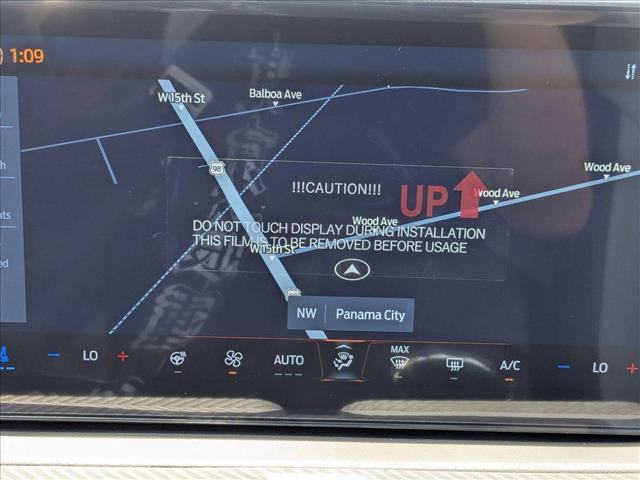 1:09
W 15th St
Balboa Ave
98
Wood Ave
!!!CAUTION!!!
UP
Wood Ave
Wood Ave
DO NOT TOUCH DISPLAY DURING INSTALLATION
THIS FILM IS TO BE REMOVED BEFORE USAGE
W 15th St
NW
Panama City
LO
AUTO
MAX
A/C
LO